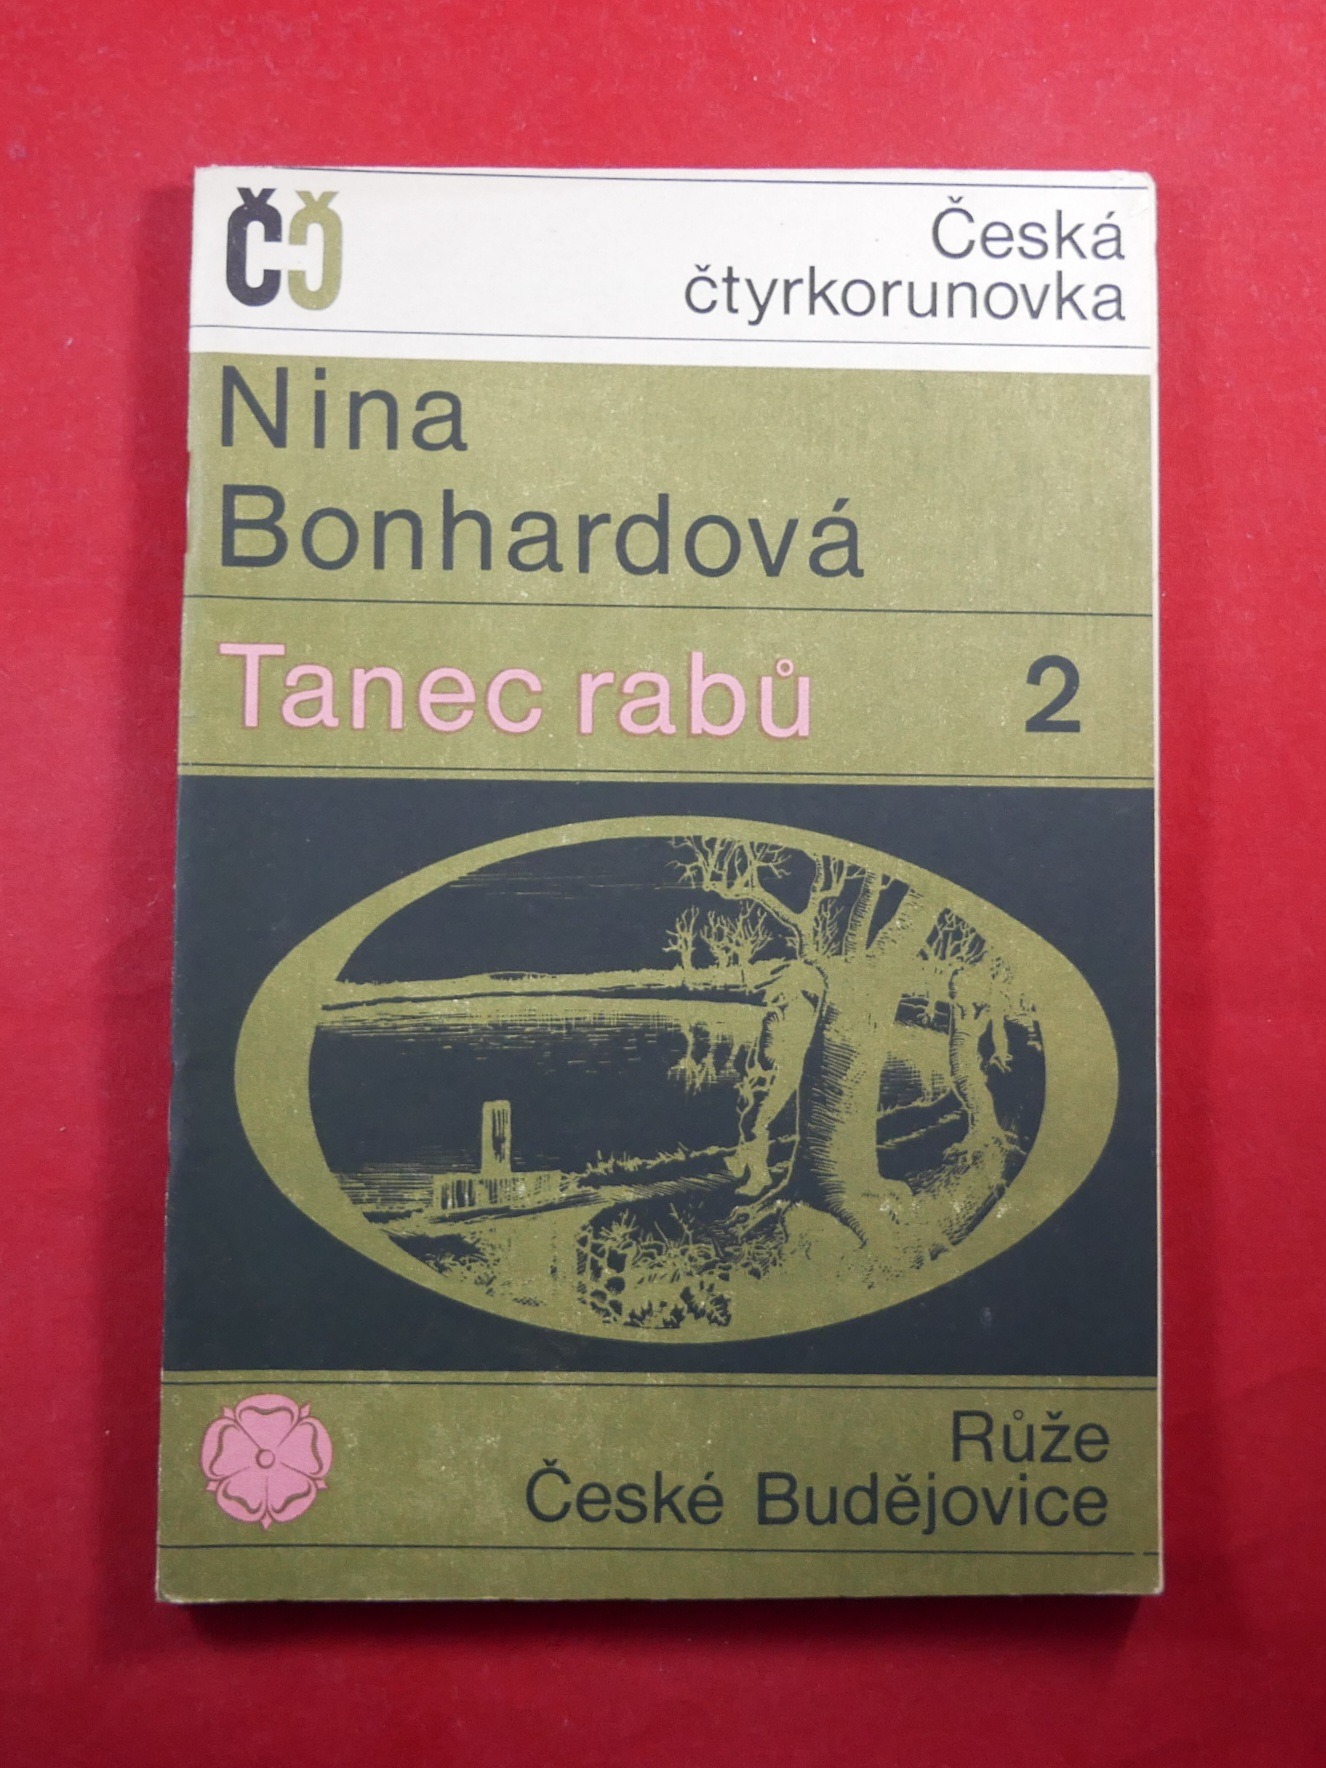 ČČ
Česká
čtyrkorunovka
Nina
Bonhardová
Tanec rabů 2
Růže
České Budějovice